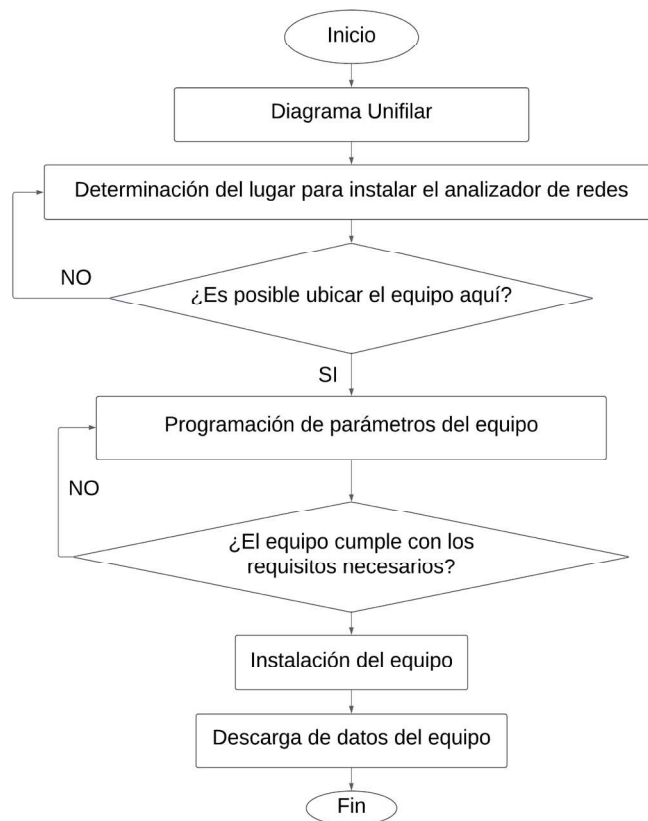 Inicio
Diagrama Unifilar
Determinación del lugar para instalar el analizador de redes
NO
¿Es posible ubicar el equipo aquí?
SI
Programación de parámetros del equipo
NO
¿El equipo cumple con los
requisitos necesarios?
Instalación del equipo
Descarga de datos del equipo
Fin